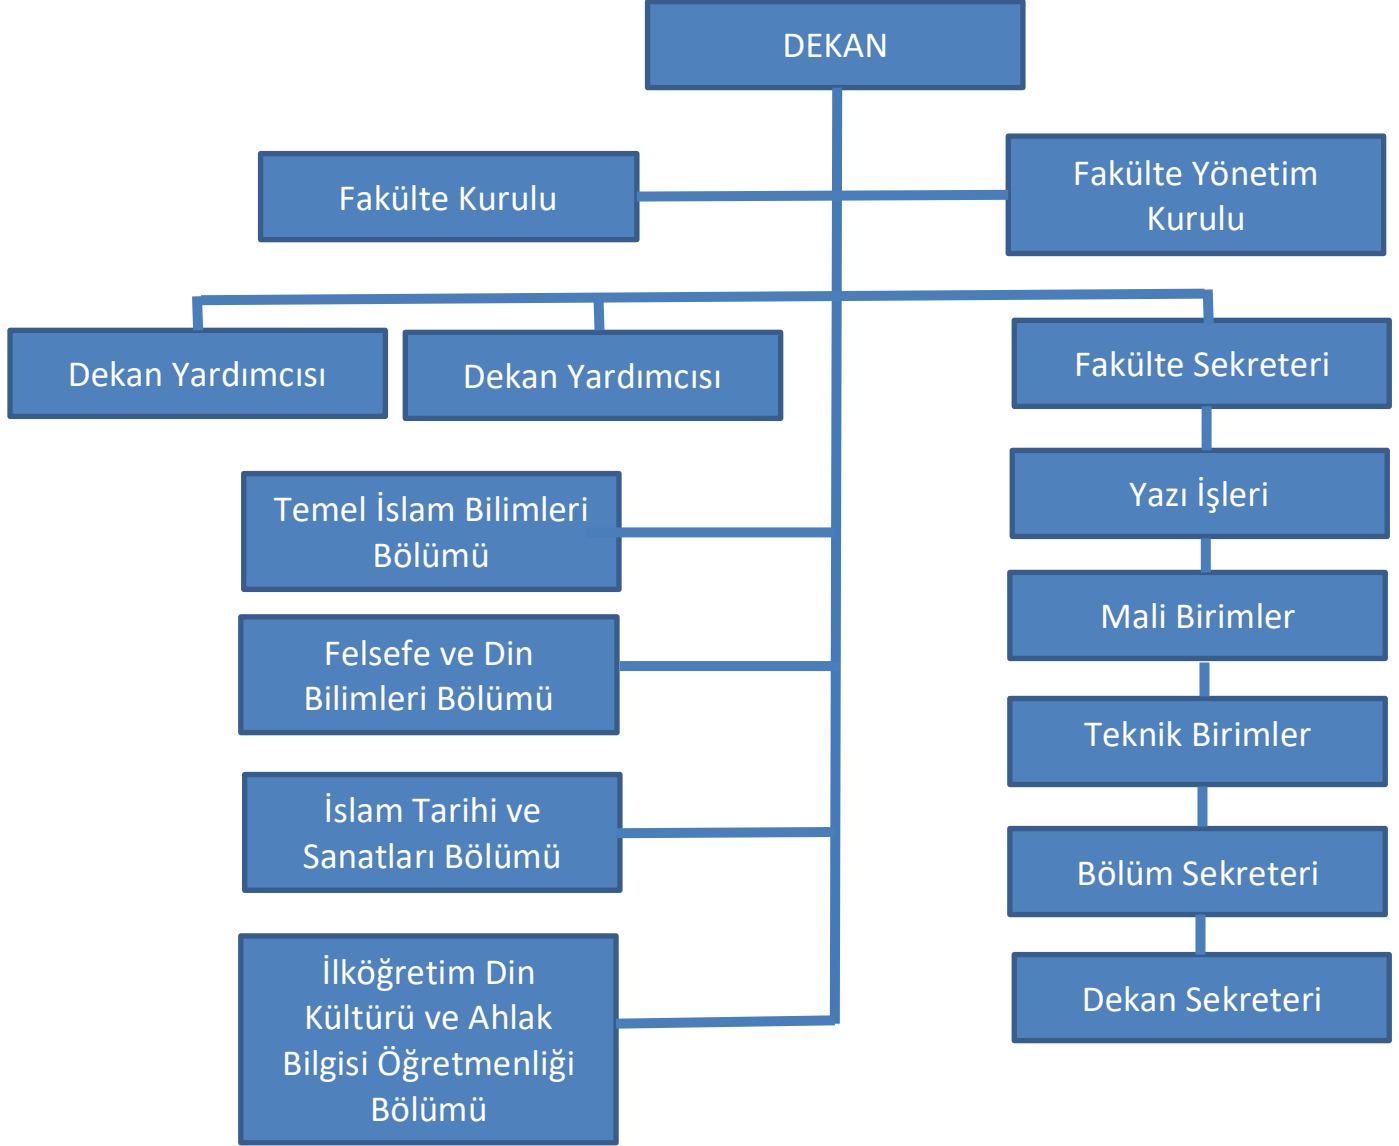 DEKAN
Fakülte Kurulu
Fakülte Yönetim
Kurulu
Dekan Yardımcısı
Dekan Yardımcısı
Fakülte Sekreteri
Temel İslam Bilimleri
Bölümü
Felsefe ve Din
Bilimleri Bölümü
İslam Tarihi ve
Sanatları Bölümü
İlköğretim Din
Kültürü ve Ahlak
Bilgisi Öğretmenliği
Bölümü
Yazı İşleri
Mali Birimler
Teknik Birimler
Bölüm Sekreteri
Dekan Sekreteri